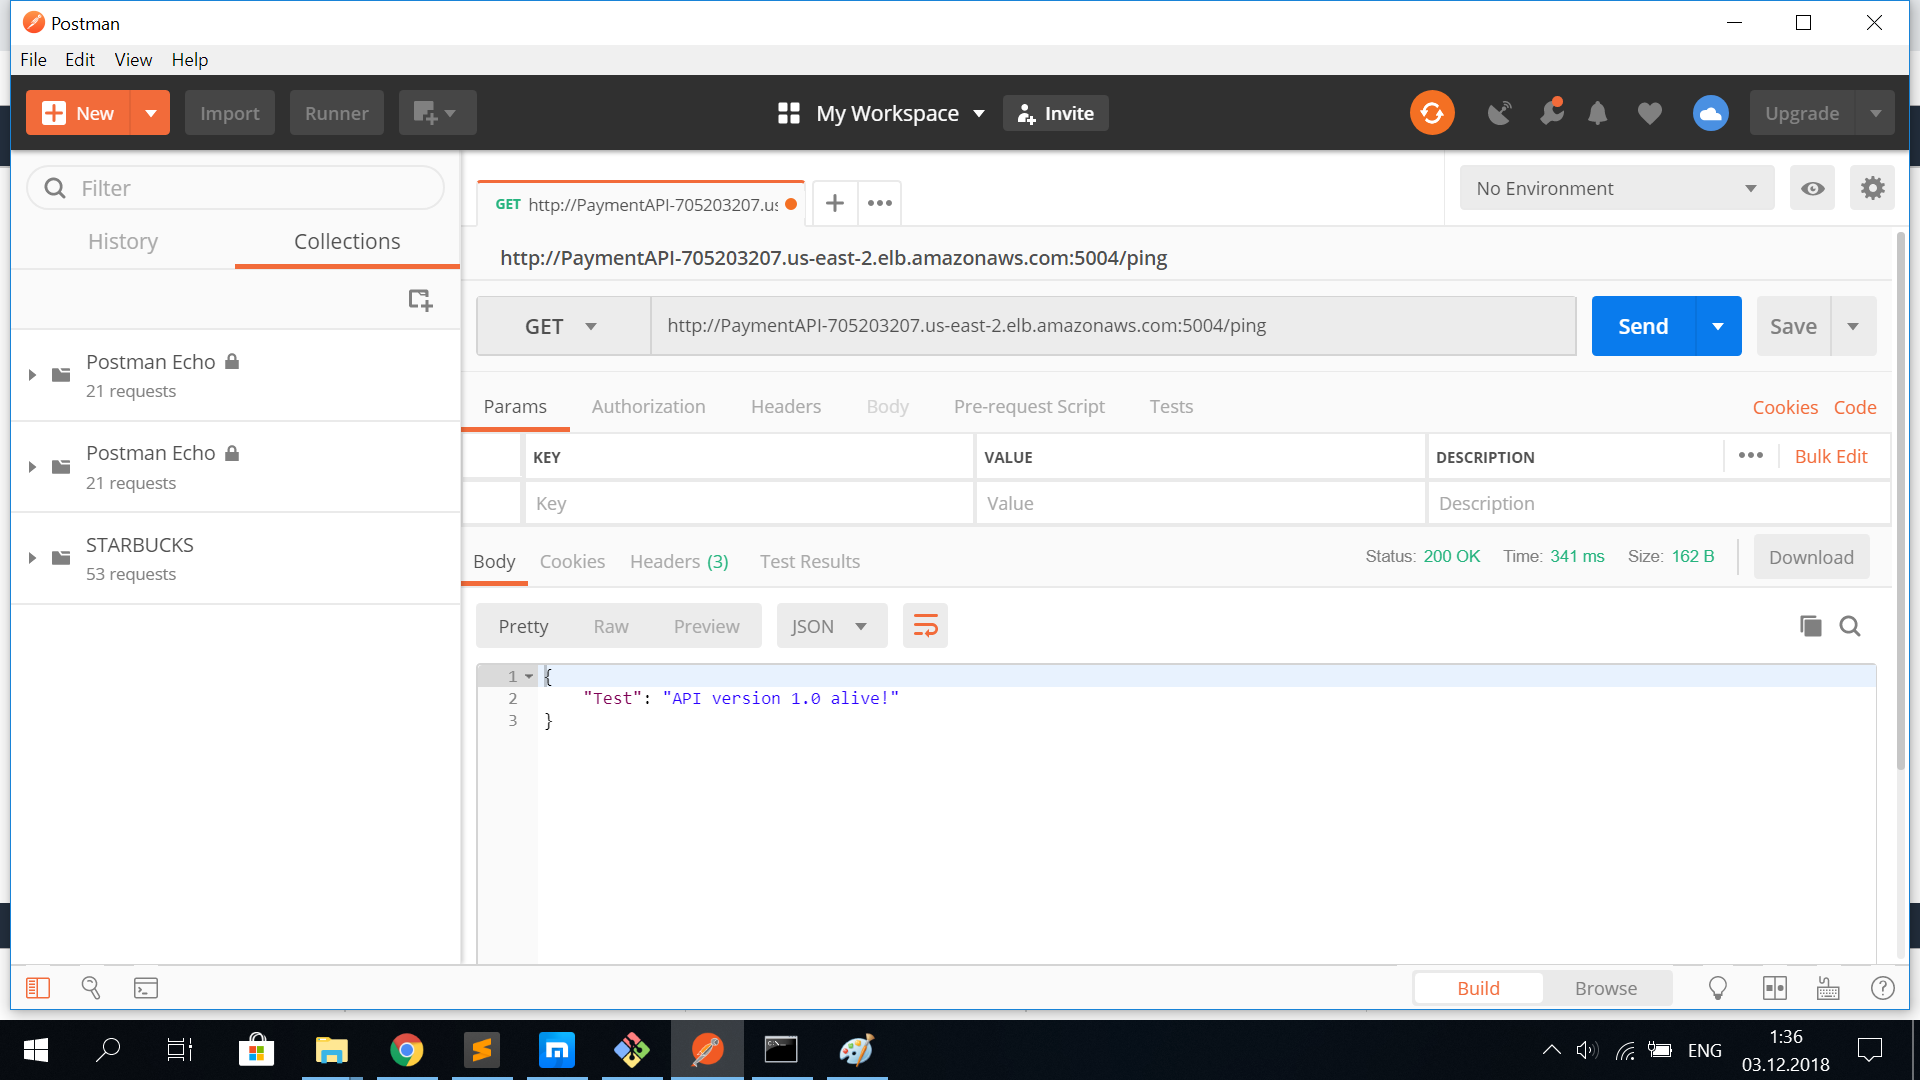 Postman
File Edit View Help
New Import Runner My Workspace Invite Upgrade
Filter
History Collections
Postman Echo
21 requests
Postman Echo
21 requests
STARBUCKS
53 requests
GET http://PaymentAPI-705203207.us
No Environment
http://PaymentAPI-705203207.us-east-2.elb.amazonaws.com:5004/ping
GET http://PaymentAPI-705203207.us-east-2.elb.amazonaws.com:5004/ping Send Save
Params Authorization Headers Body Pre-request Script Tests Cookies Code
KEY VALUE DESCRIPTION Bulk Edit
Key Value Description
Body Cookies Headers (3) Test Results Status: 200 OK Time: 341 ms Size: 162 B Download
Pretty Raw Preview JSON
1 {
2 "Test": "API version 1.0 alive!"
3 }
Build Browse
ENG 1:36
03.12.2018